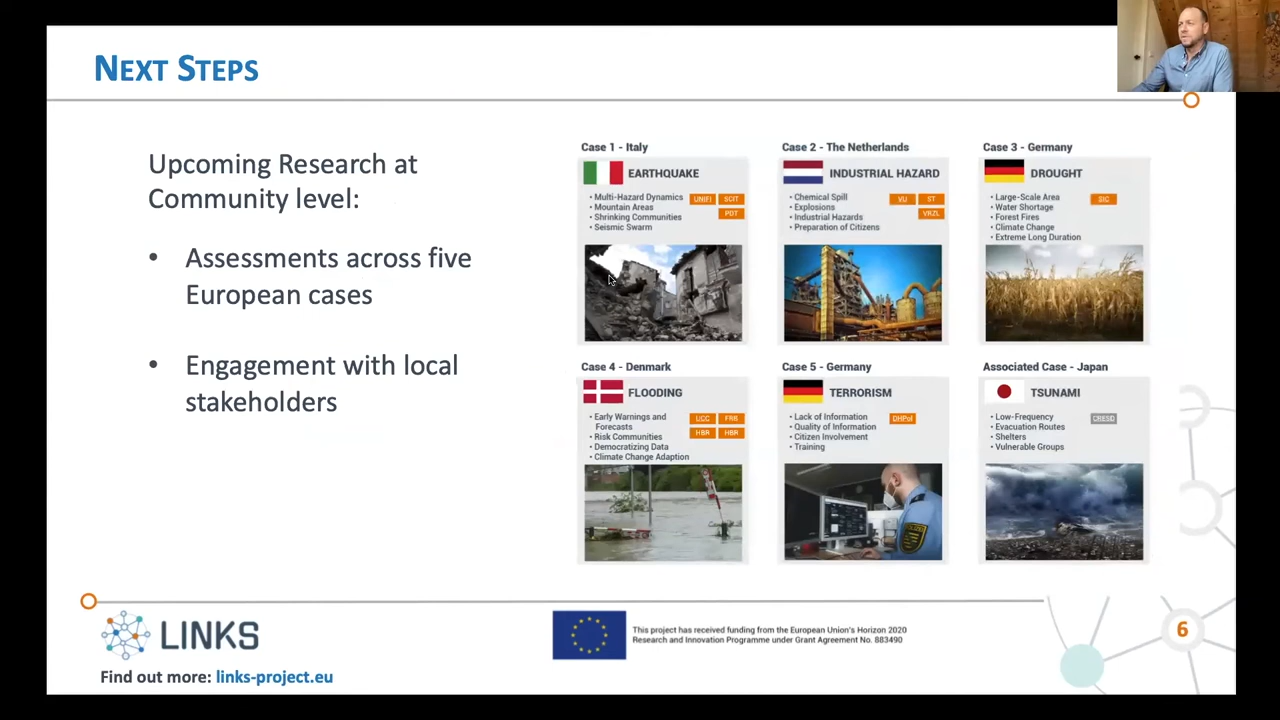 NEXT STEPS
Upcoming Research at
Community level:
• Assessments across five
European cases
• Engagement with local
stakeholders
Case 1 - Italy
EARTHQUAKE
• Multi-Hazard Dynamics
• Mountain Areas
• Shrinking Communities
• Seismic Swarm
UNIFI SCIT
PDT
Case 2 - The Netherlands
INDUSTRIAL HAZARD
• Chemical Spill
• Explosions
• Industrial Hazards
• Preparation of Citizens
VU ST
VRZL
Case 3 - Germany
DROUGHT
• Large-Scale Area
• Water Shortage
• Forest Fires
• Climate Change
• Extreme Long Duration
SIC
Case 4 - Denmark
FLOODING
• Early Warnings and
Forecasts
• Risk Communities
• Democratizing Data
• Climate Change Adaption
UCC FRB
HBR HBR
Case 5 - Germany
TERRORISM
• Lack of Information
• Quality of Information
• Citizen Involvement
• Training
DHPol
Associated Case - Japan
TSUNAMI
• Low-Frequency
• Evacuation Routes
• Shelters
• Vulnerable Groups
CRESD
LINKS
Find out more: links-project.eu
This project has received funding from the European Union's Horizon 2020
Research and Innovation Programme under Grant Agreement No. 883490
6